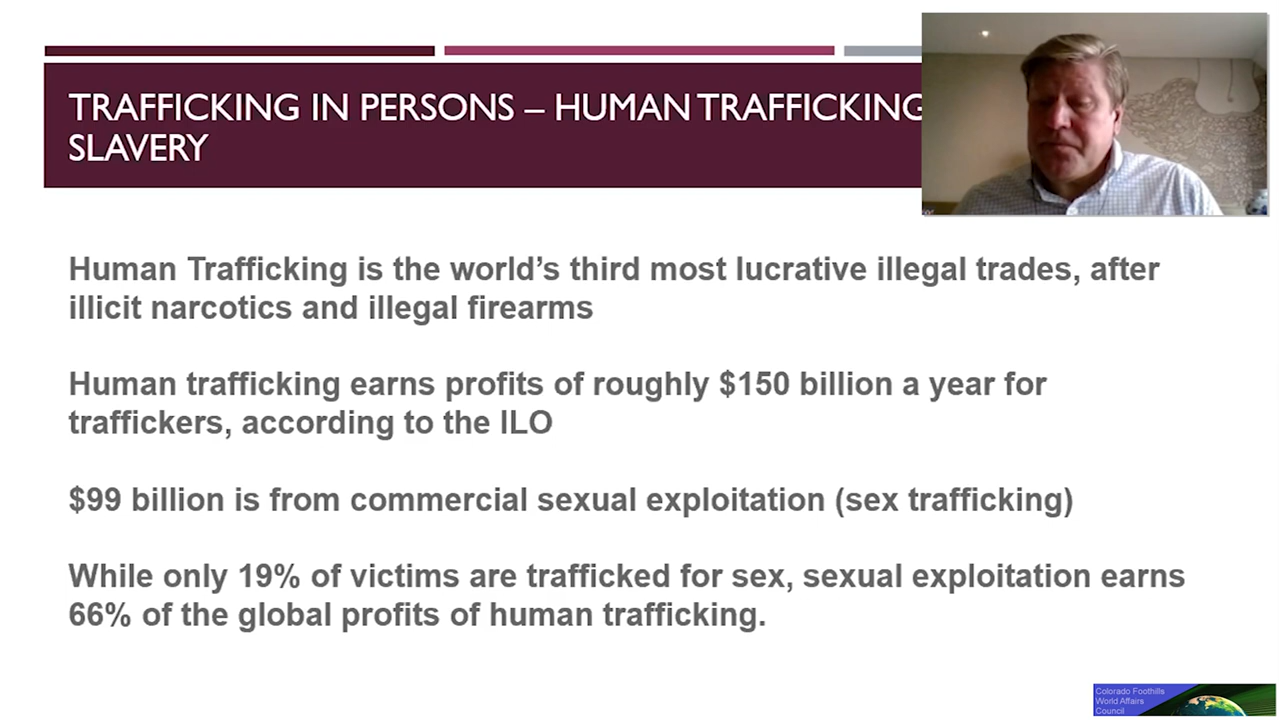 TRAFFICKING IN PERSONS – HUMAN TRAFFICKING
SLAVERY
Human Trafficking is the world’s third most lucrative illegal trades, after
illicit narcotics and illegal firearms
Human trafficking earns profits of roughly $150 billion a year for
traffickers, according to the ILO
$99 billion is from commercial sexual exploitation (sex trafficking)
While only 19% of victims are trafficked for sex, sexual exploitation earns
66% of the global profits of human trafficking.
Colorado Foothills
World Affairs
Council